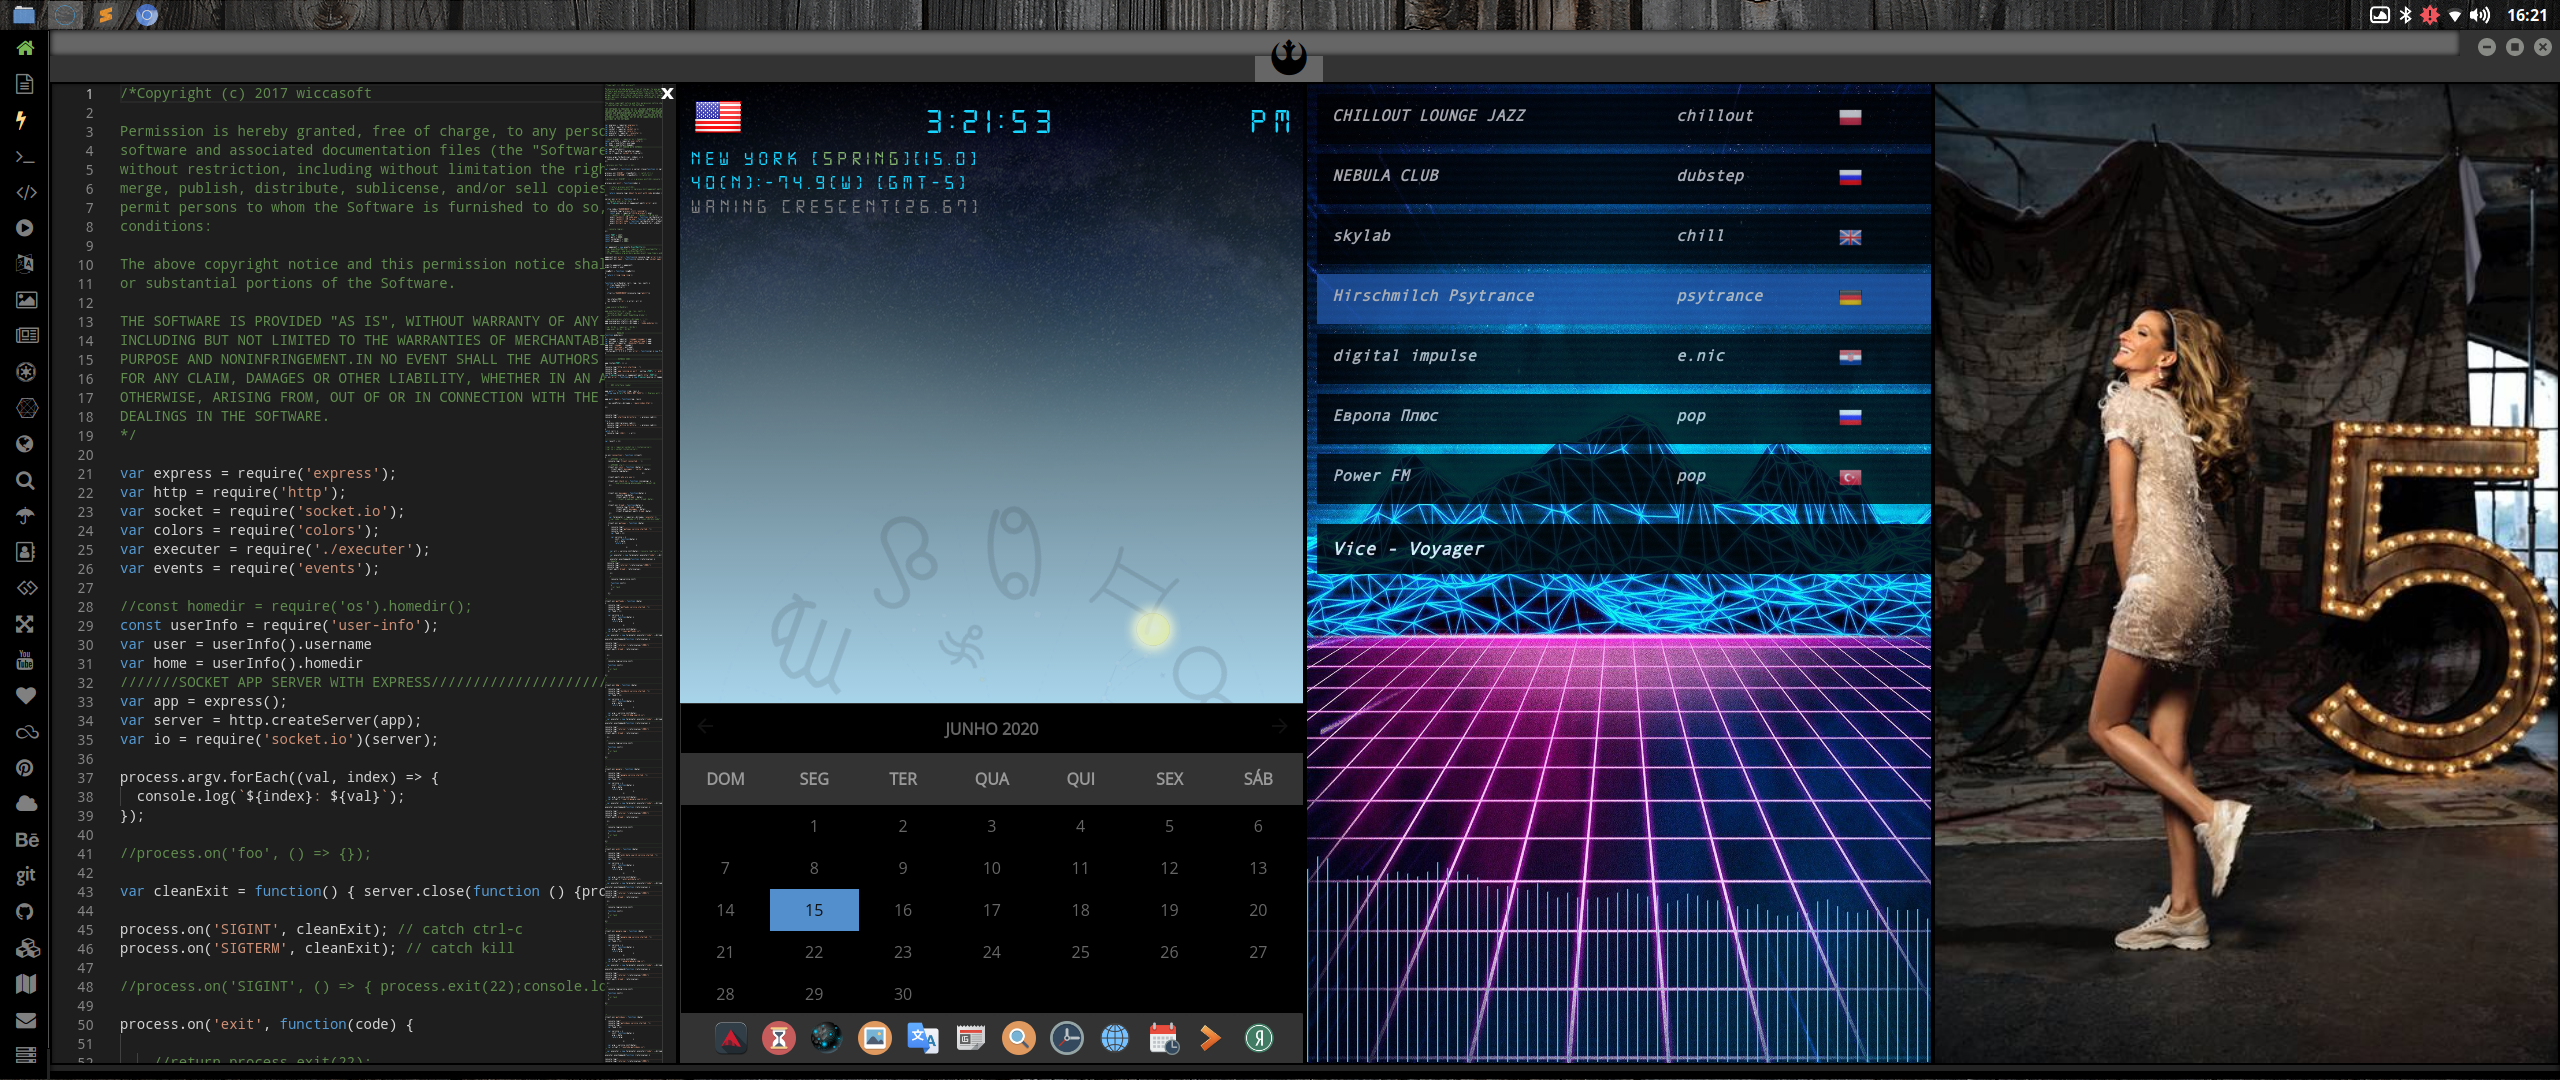 16:21
1 /*Copyright (c) 2017 wiccasoft
2
3 Permission is hereby granted, free of charge, to any perso
4 software and associated documentation files (the "Software
5 without restriction, including without limitation the righ
6 merge, publish, distribute, sublicense, and/or sell copies
7 permit persons to whom the Software is furnished to do so,
8 conditions:
9
10 The above copyright notice and this permission notice shal
11 or substantial portions of the Software.
12
13 THE SOFTWARE IS PROVIDED "AS IS", WITHOUT WARRANTY OF ANY
14 INCLUDING BUT NOT LIMITED TO THE WARRANTIES OF MERCHANTABI
15 PURPOSE AND NONINFRINGEMENT.IN NO EVENT SHALL THE AUTHORS
16 FOR ANY CLAIM, DAMAGES OR OTHER LIABILITY, WHETHER IN AN A
17 OTHERWISE, ARISING FROM, OUT OF OR IN CONNECTION WITH THE
18 DEALINGS IN THE SOFTWARE.
19 */
20
21 var express = require('express');
22 var http = require('http');
23 var socket = require('socket.io');
24 var colors = require('colors');
25 var executer = require('./executer');
26 var events = require('events');
27
28 //const homedir = require('os').homedir();
29 const userInfo = require('user-info');
30 var user = userInfo().username
31 var home = userInfo().homedir
32 ///////SOCKET APP SERVER WITH EXPRESS/////////////////////
33 var app = express();
34 var server = http.createServer(app);
35 var io = require('socket.io')(server);
36
37 process.argv.forEach((val, index) => {
38   console.log(`${index}: ${val}`);
39 });
40
41 //process.on('foo', () => {});
42
43 var cleanExit = function() { server.close(function () {pro
44
45 process.on('SIGINT', cleanExit); // catch ctrl-c
46 process.on('SIGTERM', cleanExit); // catch kill
47
48 //process.on('SIGINT', () => { process.exit(22);console.lo
49
50 process.on('exit', function(code) {
51
52     //return process.exit(22);
X
You Tube
Bē
git
3:21:53 PM
NEW YORK [SPRING][15.0]
40(N):-74.9(W) [GMT-5]
WANING CRESCENT[26.67]
JUNHO 2020
DOM SEG TER QUA QUI SEX SÁB
1 2 3 4 5 6
7 8 9 10 11 12 13
14 15 16 17 18 19 20
21 22 23 24 25 26 27
28 29 30
Я
CHILLOUT LOUNGE JAZZ chillout
NEBULA CLUB dubstep
skylab chill
Hirschmilch Psytrance psytrance
digital impulse e.nic
Европа Плюс pop
Power FM pop
Vice - Voyager
5